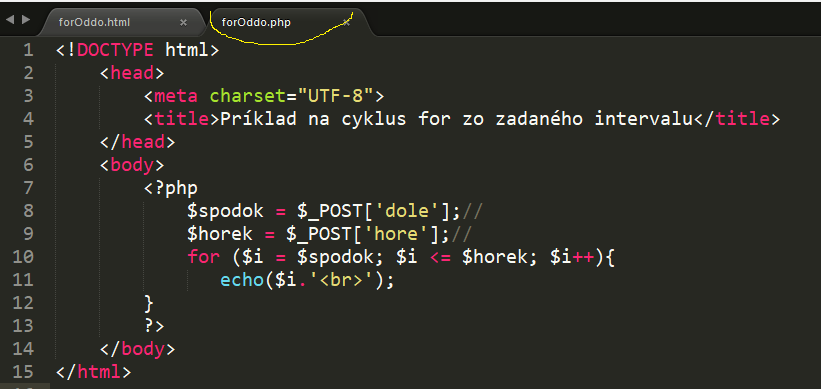 forOddo.html × forOddo.php ×
1 <!DOCTYPE html>
2 <head>
3 <meta charset="UTF-8">
4 <title>Príklad na cyklus for zo zadaného intervalu</title>
5 </head>
6 <body>
7 <?php
8 $spodok = $_POST['dole'];//
9 $horek = $_POST['hore'];//
10 for ($i = $spodok; $i <= $horek; $i++){
11 echo($i.'<br>');
12 }
13 ?>
14 </body>
15 </html>